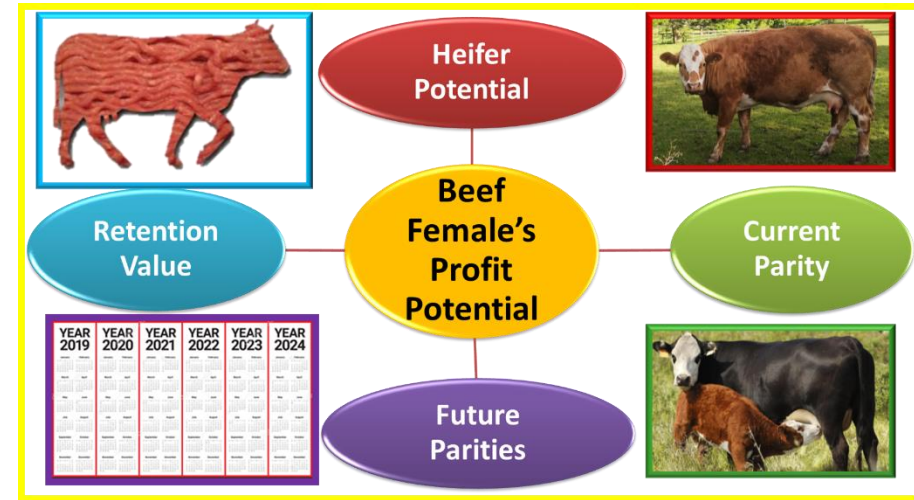 Heifer
Potential
Beef
Female's
Profit
Potential
Retention
Value
Current
Parity
YEAR YEAR YEAR YEAR YEAR YEAR
2019 2020 2021 2022 2023 2024
Future
Parities